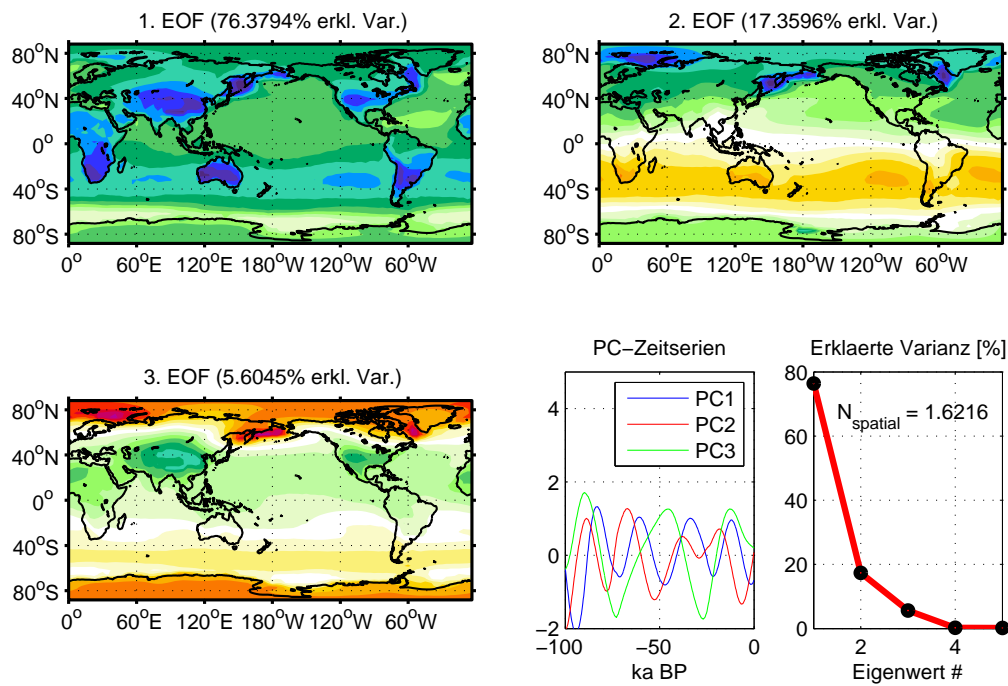 1. EOF (76.3794% erkl. Var.)
80°N
40°N
0°
40°S
80°S
0° 60°E 120°E 180°W 120°W 60°W
2. EOF (17.3596% erkl. Var.)
80°N
40°N
0°
40°S
80°S
0° 60°E 120°E 180°W 120°W 60°W
3. EOF (5.6045% erkl. Var.)
80°N
40°N
0°
40°S
80°S
0° 60°E 120°E 180°W 120°W 60°W
PC−Zeitserien
4
2
0
−2
PC1
PC2
PC3
−100 −50 0
ka BP
Erklaerte Varianz [%]
80
60
40
20
0
N_spatial = 1.6216
2 4
Eigenwert #